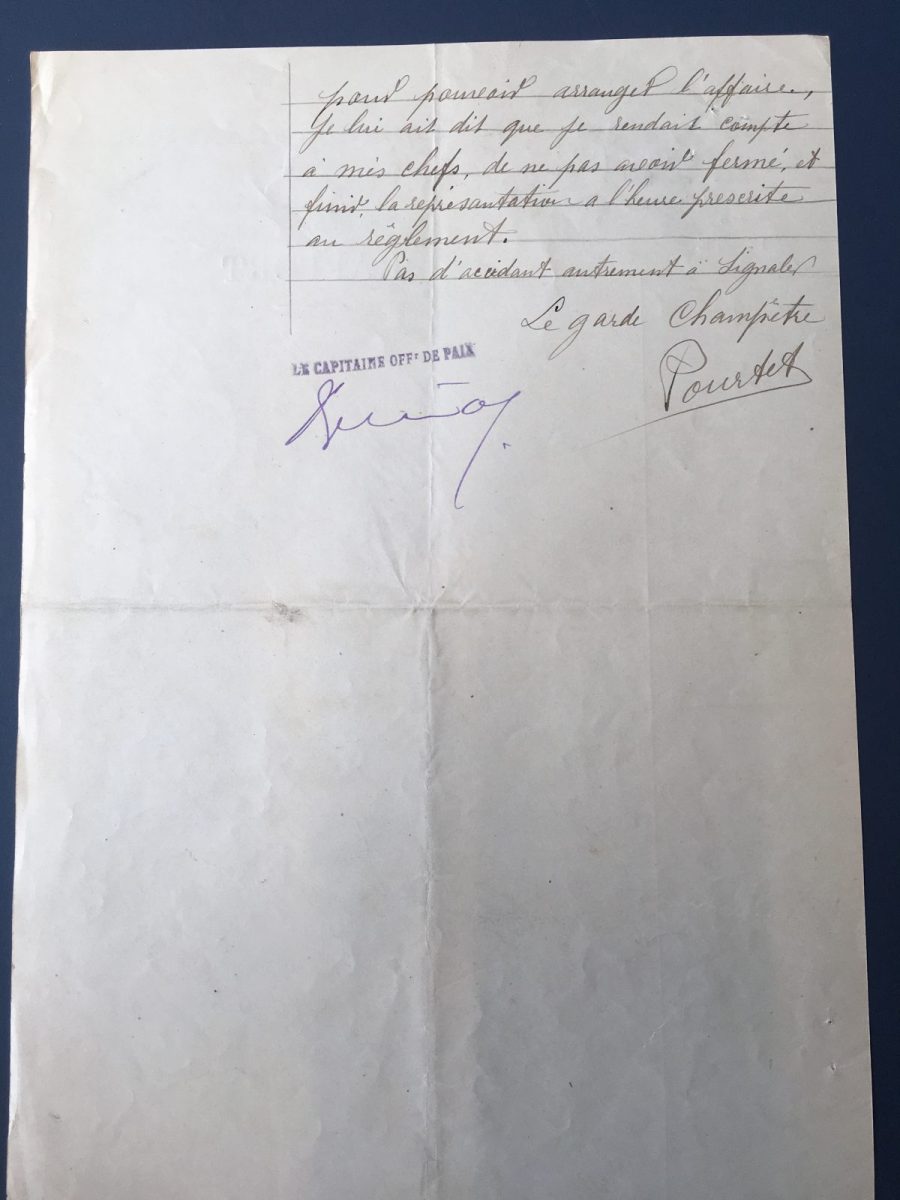 pour pouvoir arranger l'affaire,
Je lui ait dit que je rendait compte
à mes chefs, de ne pas avoir fermé, et
finir, la représantation a l'heure prescrite
au règlement.
Pas d'accidant autrement à signaler
Le garde Champêtre
LE CAPITAINE OFFr DE PAIX